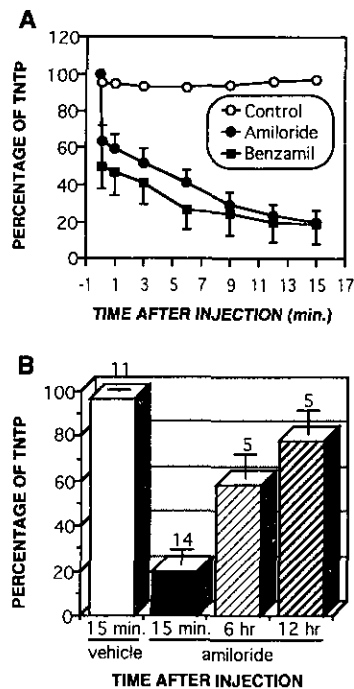 A
PERCENTAGE OF TNTP
120
100
80
60
40
20
0
Control
Amiloride
Benzamil
-1 1 3 5 7 9 11 13 15 17
TIME AFTER INJECTION (min.)
B
PERCENTAGE OF TNTP
100
80
60
40
20
0
11
14
5
5
15 min. 15 min. 6 hr 12 hr
vehicle amiloride
TIME AFTER INJECTION